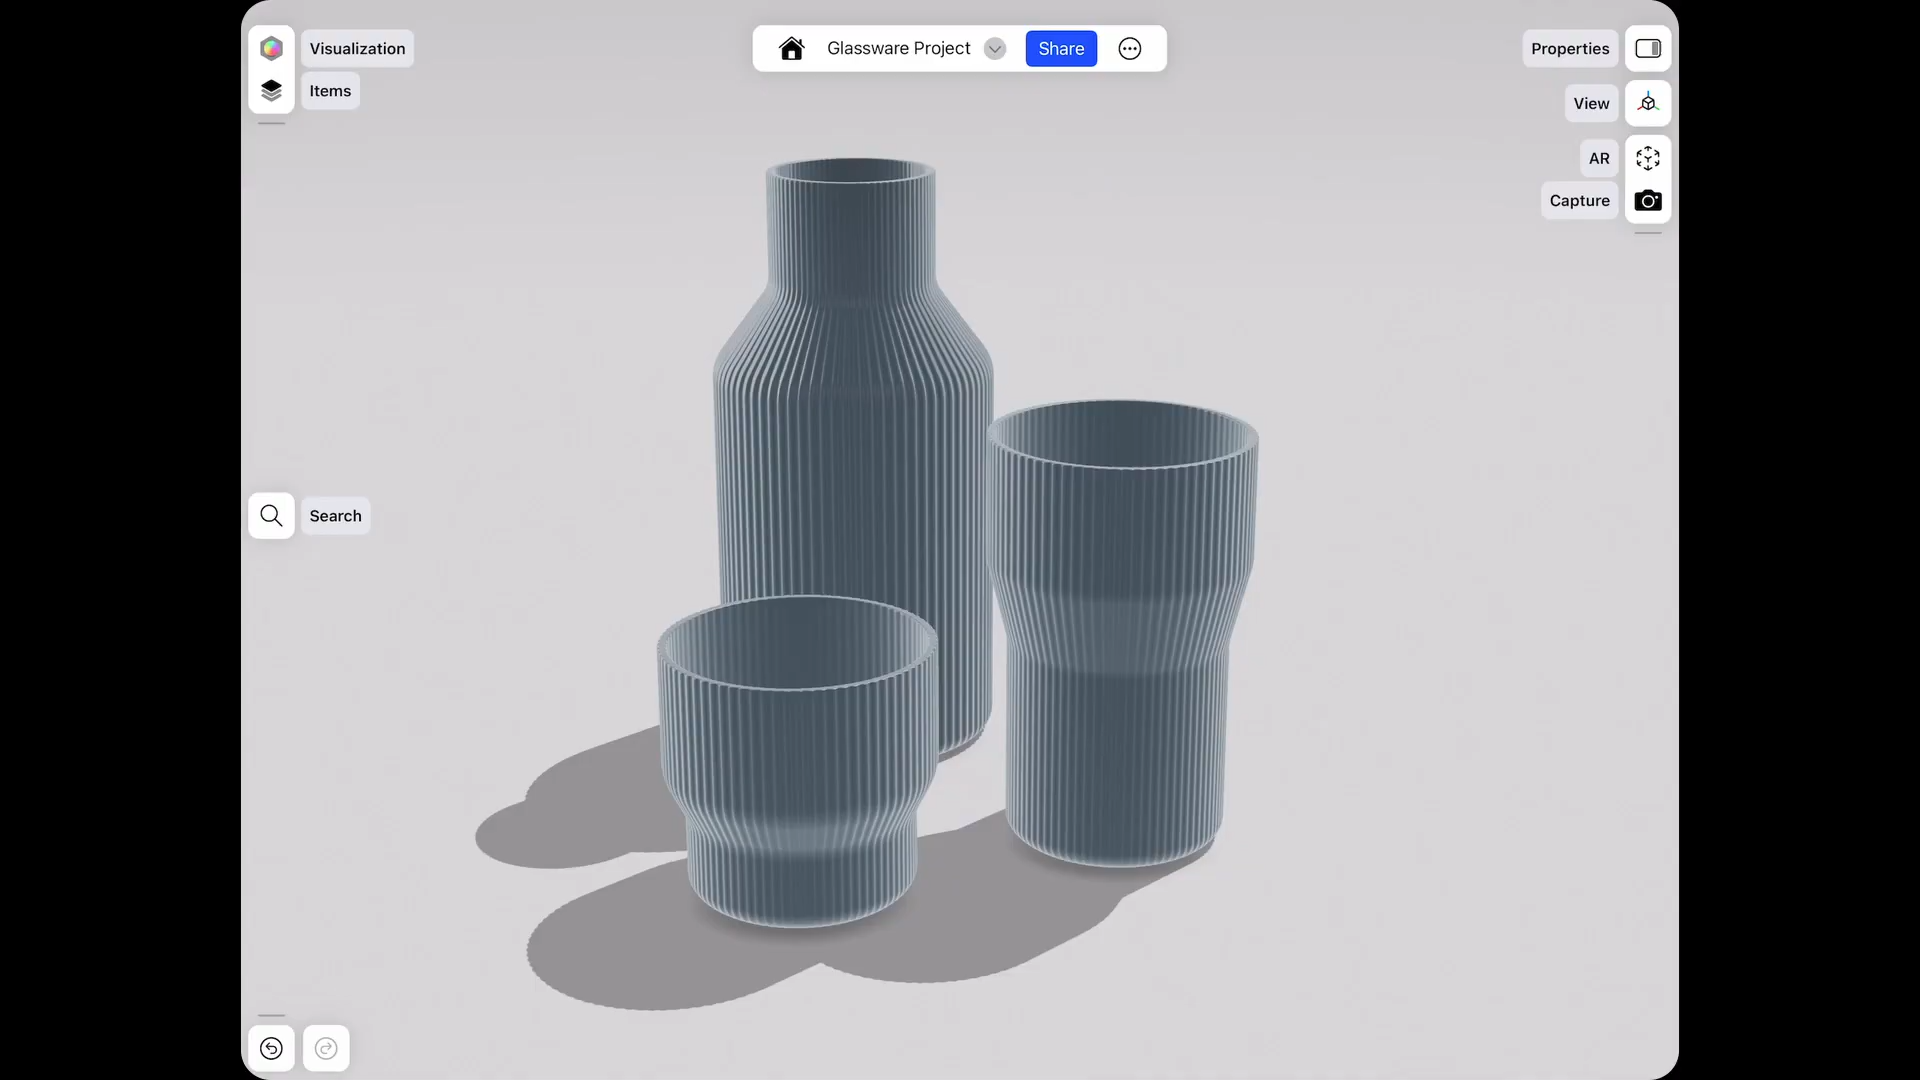 Visualization
Items
Glassware Project
Share
Properties
View
AR
Capture
Search